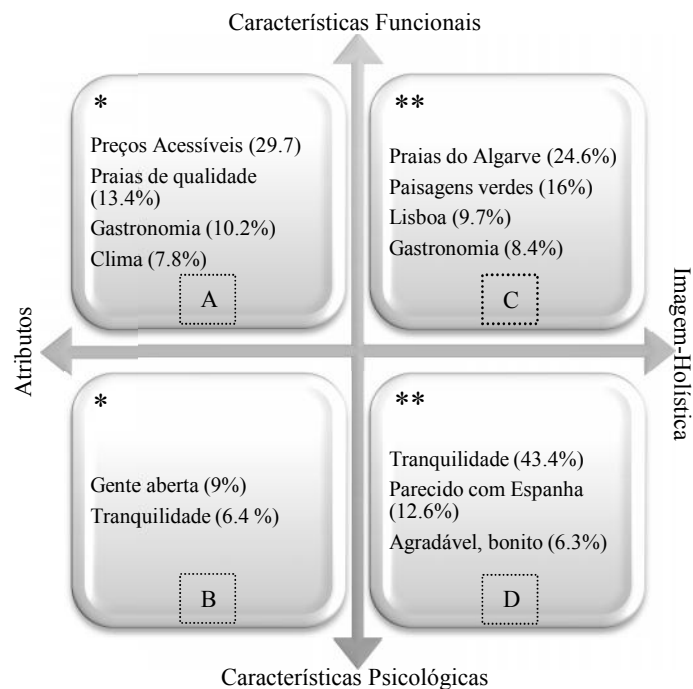 Características Funcionais
*
Preços Acessíveis (29.7)
Praias de qualidade
(13.4%)
Gastronomia (10.2%)
Clima (7.8%)
A
**
Praias do Algarve (24.6%)
Paisagens verdes (16%)
Lisboa (9.7%)
Gastronomia (8.4%)
C
Atributos
Imagem-Holística
*
Gente aberta (9%)
Tranquilidade (6.4 %)
B
**
Tranquilidade (43.4%)
Parecido com Espanha
(12.6%)
Agradável, bonito (6.3%)
D
Características Psicológicas